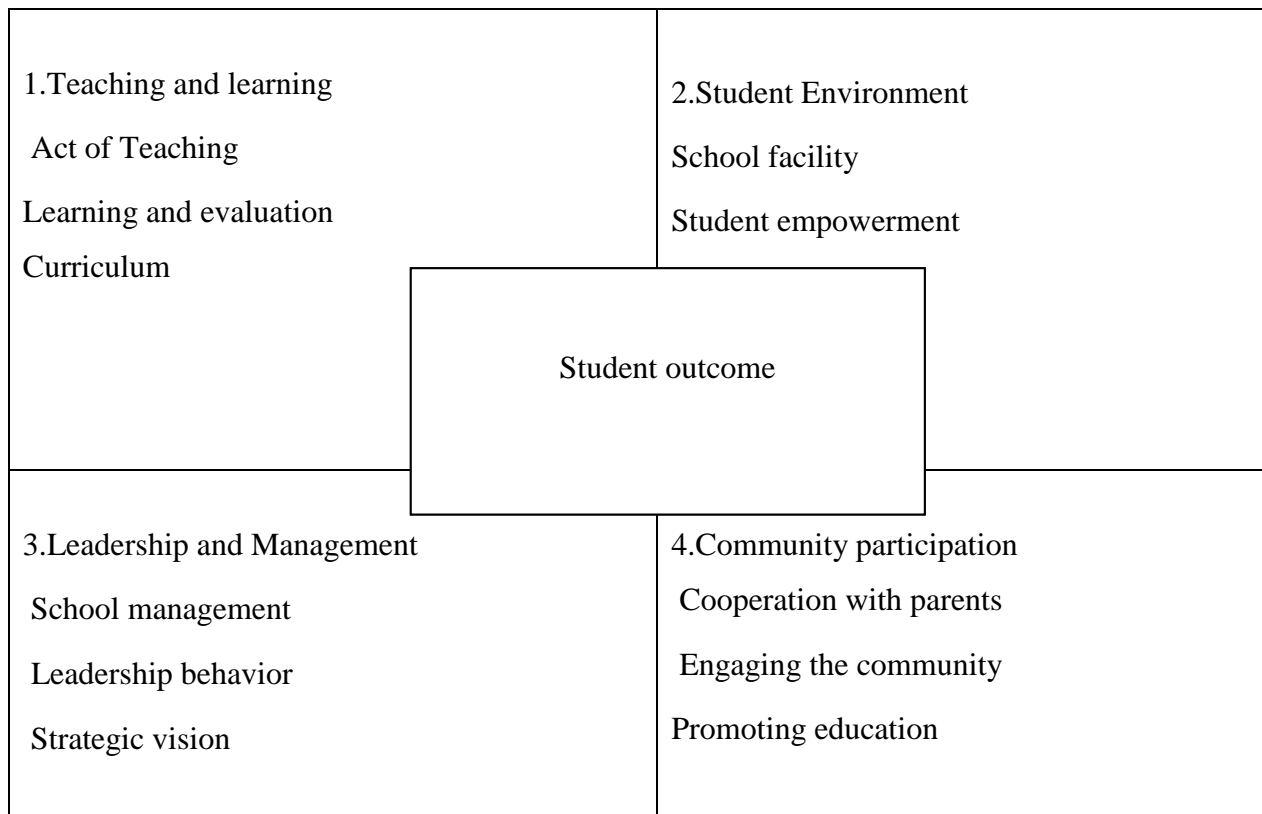 1.Teaching and learning
Act of Teaching
Learning and evaluation
Curriculum
2.Student Environment
School facility
Student empowerment
Student outcome
3.Leadership and Management
School management
Leadership behavior
Strategic vision
4.Community participation
Cooperation with parents
Engaging the community
Promoting education